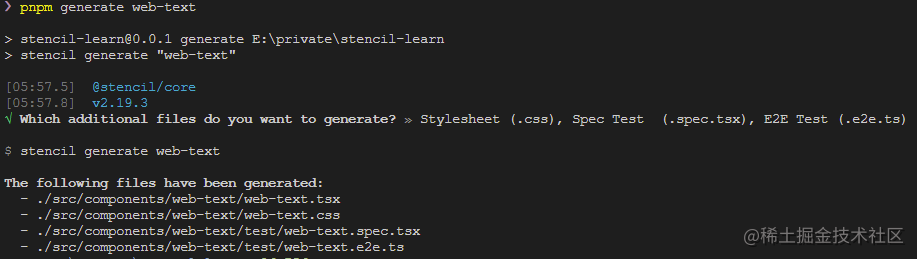 ❯ pnpm generate web-text
> stencil-learn@0.0.1 generate E:\private\stencil-learn
> stencil generate "web-text"
[05:57.5] @stencil/core
[05:57.8] v2.19.3
√ Which additional files do you want to generate? » Stylesheet (.css), Spec Test  (.spec.tsx), E2E Test (.e2e.ts)
$ stencil generate web-text
The following files have been generated:
- ./src/components/web-text/web-text.tsx
- ./src/components/web-text/web-text.css
- ./src/components/web-text/test/web-text.spec.tsx
- ./src/components/web-text/test/web-text.e2e.ts
@稀土掘金技术社区